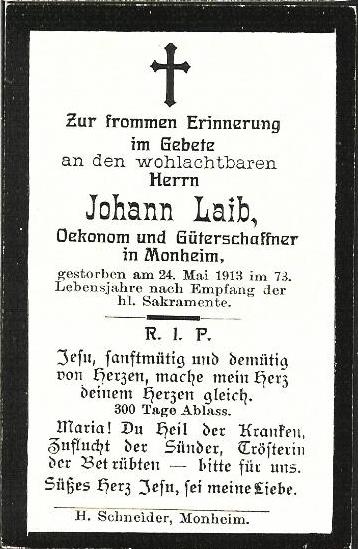 Zur frommen Erinnerung
im Gebete
an den wohlachtbaren
Herrn
Johann Laib,
Oekonom und Güterschaffner
in Monheim,
gestorben am 24. Mai 1913 im 73.
Lebensjahre nach Empfang der
hl. Sakramente.
R. I. P.
Jesu, sanftmütig und demütig
von Herzen, mache mein Herz
deinem Herzen gleich.
300 Tage Ablass.
Maria! Du Heil der Kranken,
Zuflucht der Sünder, Trösterin
der Betrübten — bitte für uns.
Süßes Herz Jesu, sei meine Liebe.
H. Schneider, Monheim.